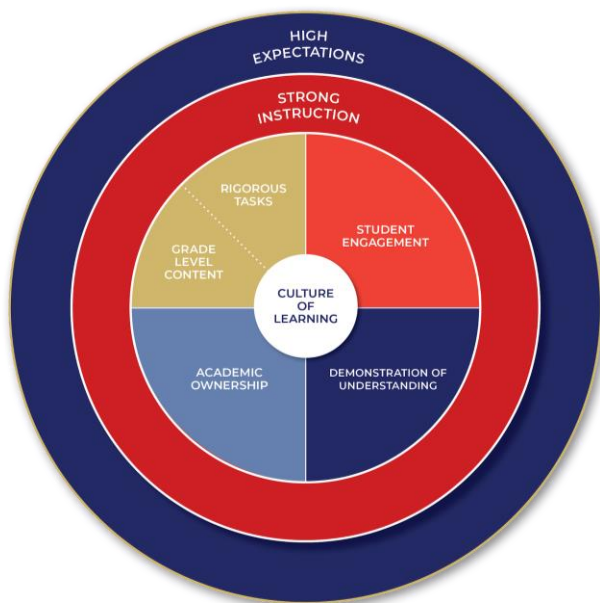 HIGH
EXPECTATIONS
STRONG
INSTRUCTION
RIGOROUS
TASKS
GRADE
LEVEL
CONTENT
STUDENT
ENGAGEMENT
CULTURE
OF
LEARNING
ACADEMIC
OWNERSHIP
DEMONSTRATION OF
UNDERSTANDING